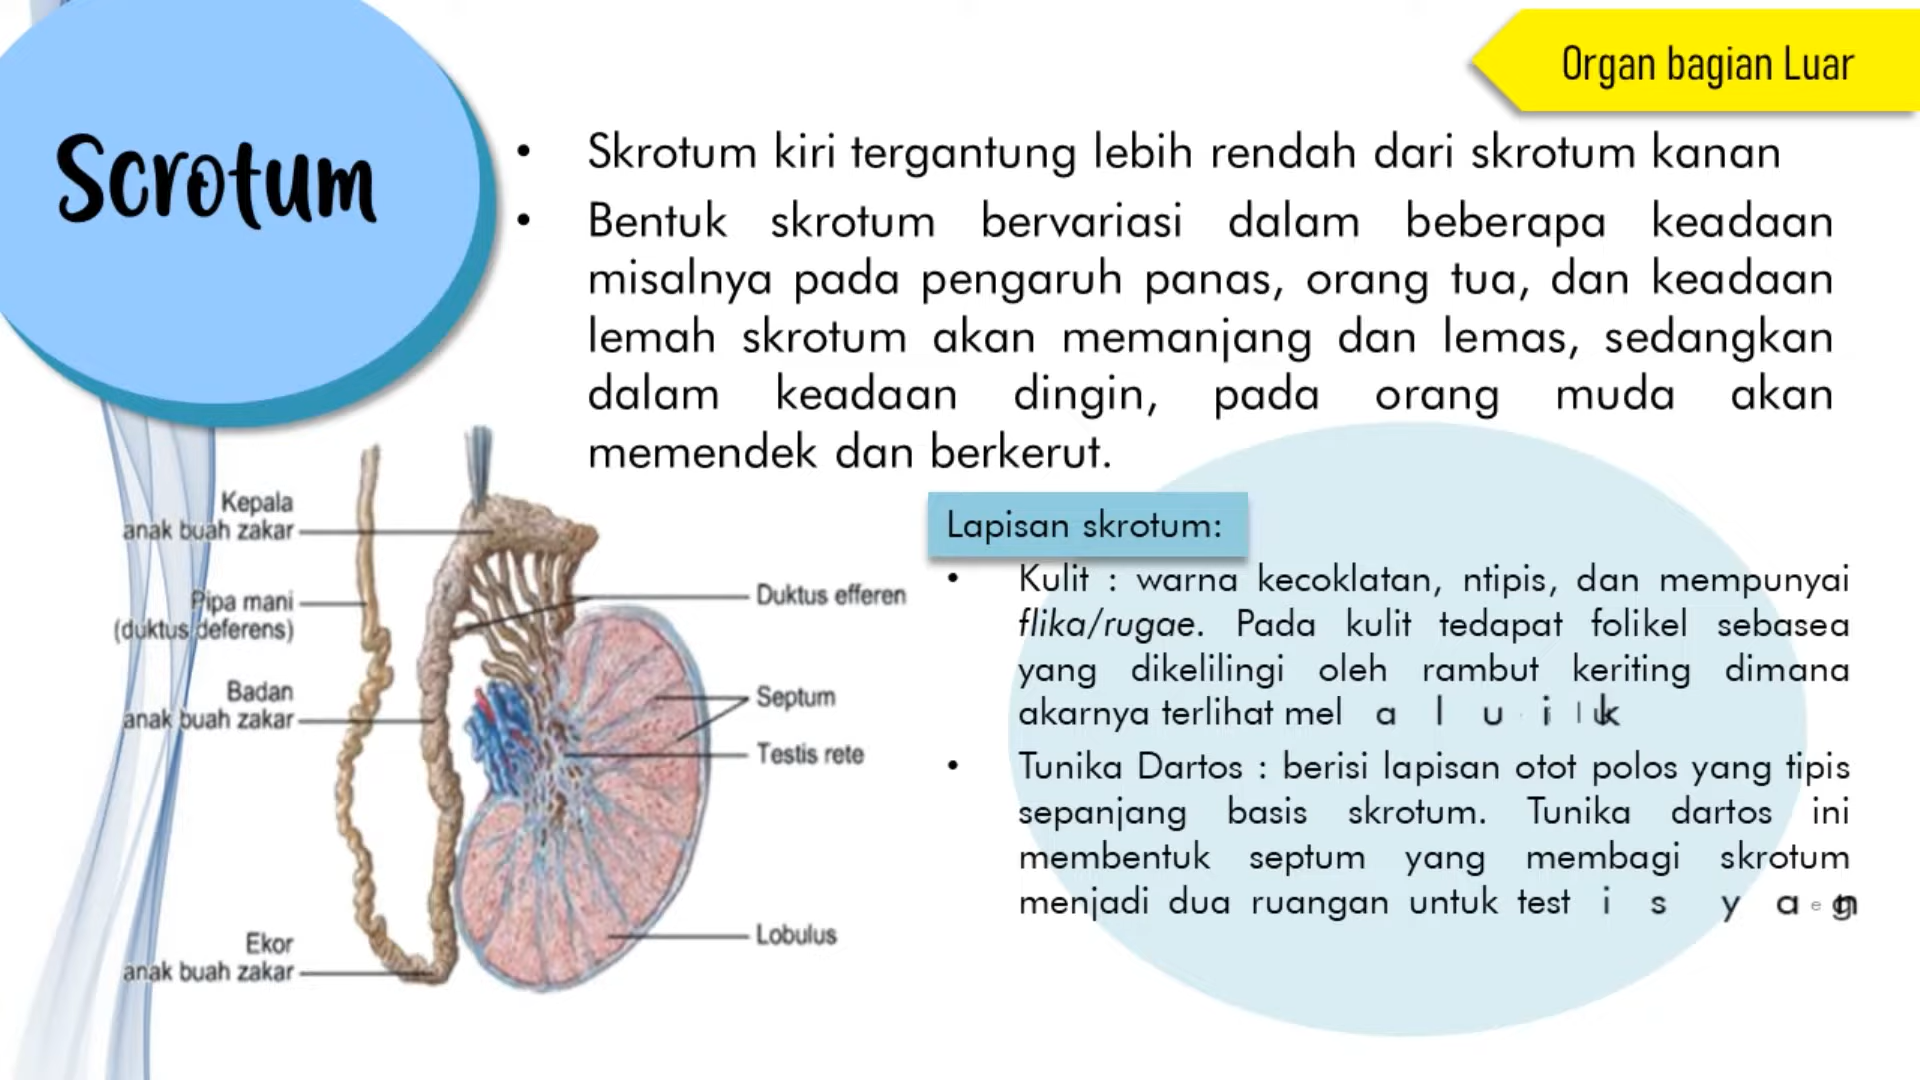 Organ bagian Luar
Scrotum
• Skrotum kiri tergantung lebih rendah dari skrotum kanan
• Bentuk skrotum bervariasi dalam beberapa keadaan
misalnya pada pengaruh panas, orang tua, dan keadaan
lemah skrotum akan memanjang dan lemas, sedangkan
dalam keadaan dingin, pada orang muda akan
memendek dan berkerut.
Kepala
anak buah zakar
Pipa mani
(duktus deferens)
Badan
anak buah zakar
Ekor
anak buah zakar
Duktus efferen
Septum
Testis rete
Lobulus
Lapisan skrotum:
• Kulit : warna kecoklatan, ntipis, dan mempunyai
flika/rugae. Pada kulit tedapat folikel sebasea
yang dikelilingi oleh rambut keriting dimana
akarnya terlihat mel
• Tunika Dartos : berisi lapisan otot polos yang tipis
sepanjang basis skrotum. Tunika dartos ini
membentuk septum yang membagi skrotum
menjadi dua ruangan untuk test i s